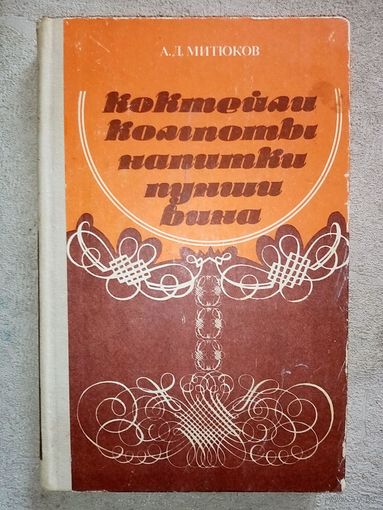 А.Д. МИТЮКОВ
Коктейли
компоты
напитки
пунши
вина